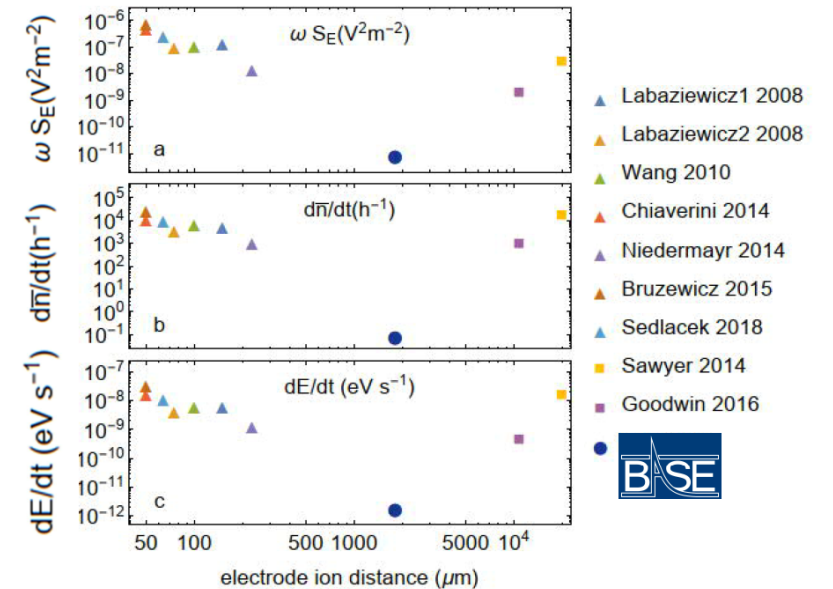 10⁻⁶
10⁻⁷
10⁻⁸
10⁻⁹
10⁻¹⁰
10⁻¹¹
ω S_E(V²m⁻²)
ω S_E(V²m⁻²)
a
10⁵
10⁴
10³
10²
10¹
10⁰
10⁻¹
dn̅/dt(h⁻¹)
dn̅/dt(h⁻¹)
b
10⁻⁷
10⁻⁸
10⁻⁹
10⁻¹⁰
10⁻¹¹
10⁻¹²
dE/dt (eV s⁻¹)
dE/dt (eV s⁻¹)
c
50 100 500 1000 5000 10⁴
electrode ion distance (μm)
Labaziewicz1 2008
Labaziewicz2 2008
Wang 2010
Chiaverini 2014
Niedermayr 2014
Bruzewicz 2015
Sedlacek 2018
Sawyer 2014
Goodwin 2016
BASE